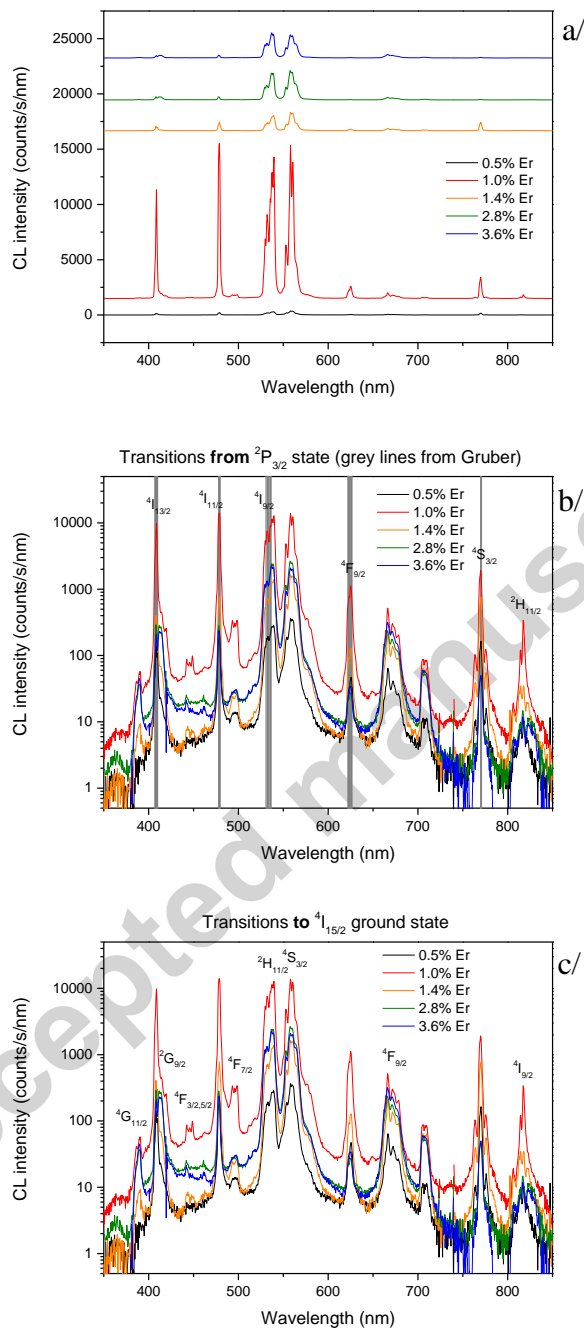 a/
25000
20000
15000
10000
5000
0
CL intensity (counts/s/nm)
0.5% Er
1.0% Er
1.4% Er
2.8% Er
3.6% Er
400 500 600 700 800
Wavelength (nm)
Transitions from ²P₃/₂ state (grey lines from Gruber)
b/
10000
1000
100
10
1
CL intensity (counts/s/nm)
⁴I₁₃/₂
⁴I₁₁/₂
⁴I₉/₂
⁴F₉/₂
⁴S₃/₂
²H₁₁/₂
0.5% Er
1.0% Er
1.4% Er
2.8% Er
3.6% Er
400 500 600 700 800
Wavelength (nm)
Transitions to ⁴I₁₅/₂ ground state
c/
10000
1000
100
10
1
CL intensity (counts/s/nm)
⁴G₁₁/₂
²G₉/₂
⁴F₃/₂,₅/₂
⁴F₇/₂
²H₁₁/₂
⁴S₃/₂
⁴F₉/₂
⁴I₉/₂
0.5% Er
1.0% Er
1.4% Er
2.8% Er
3.6% Er
400 500 600 700 800
Wavelength (nm)
ccepted manus